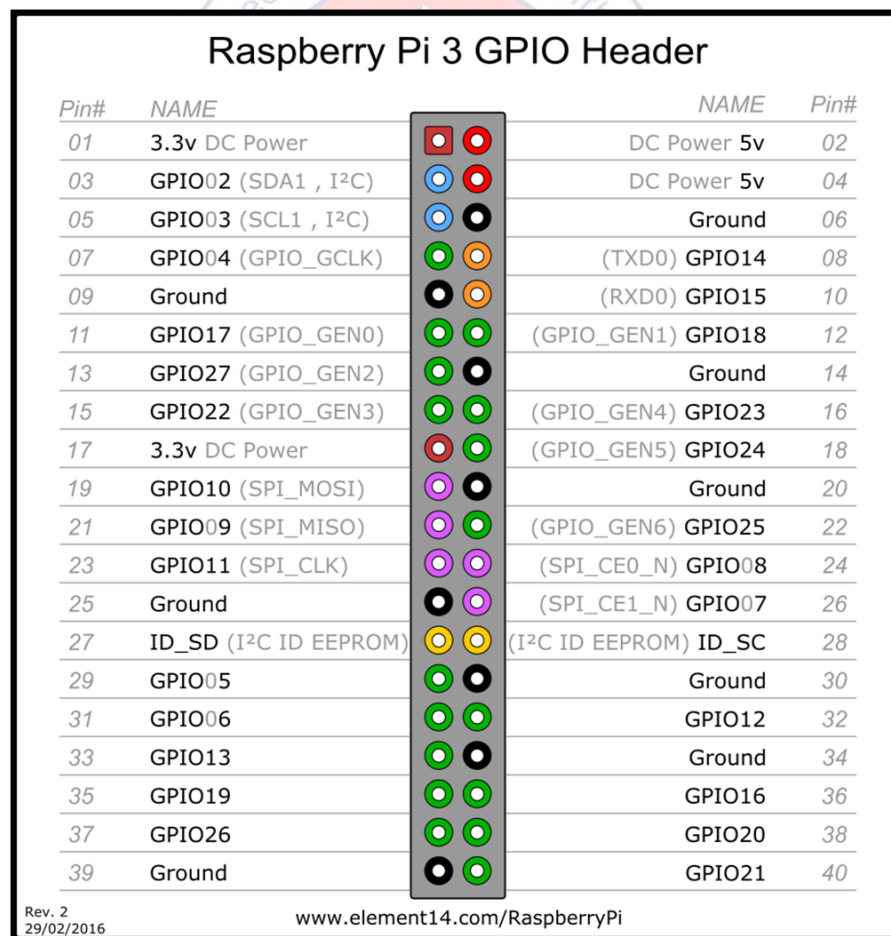 Raspberry Pi 3 GPIO Header
Pin# NAME NAME Pin#
01 3.3v DC Power DC Power 5v 02
03 GPIO02 (SDA1 , I²C) DC Power 5v 04
05 GPIO03 (SCL1 , I²C) Ground 06
07 GPIO04 (GPIO_GCLK) (TXD0) GPIO14 08
09 Ground (RXD0) GPIO15 10
11 GPIO17 (GPIO_GEN0) (GPIO_GEN1) GPIO18 12
13 GPIO27 (GPIO_GEN2) Ground 14
15 GPIO22 (GPIO_GEN3) (GPIO_GEN4) GPIO23 16
17 3.3v DC Power (GPIO_GEN5) GPIO24 18
19 GPIO10 (SPI_MOSI) Ground 20
21 GPIO09 (SPI_MISO) (GPIO_GEN6) GPIO25 22
23 GPIO11 (SPI_CLK) (SPI_CE0_N) GPIO08 24
25 Ground (SPI_CE1_N) GPIO07 26
27 ID_SD (I²C ID EEPROM) (I²C ID EEPROM) ID_SC 28
29 GPIO05 Ground 30
31 GPIO06 GPIO12 32
33 GPIO13 Ground 34
35 GPIO19 GPIO16 36
37 GPIO26 GPIO20 38
39 Ground GPIO21 40
Rev. 2
29/02/2016 www.element14.com/RaspberryPi